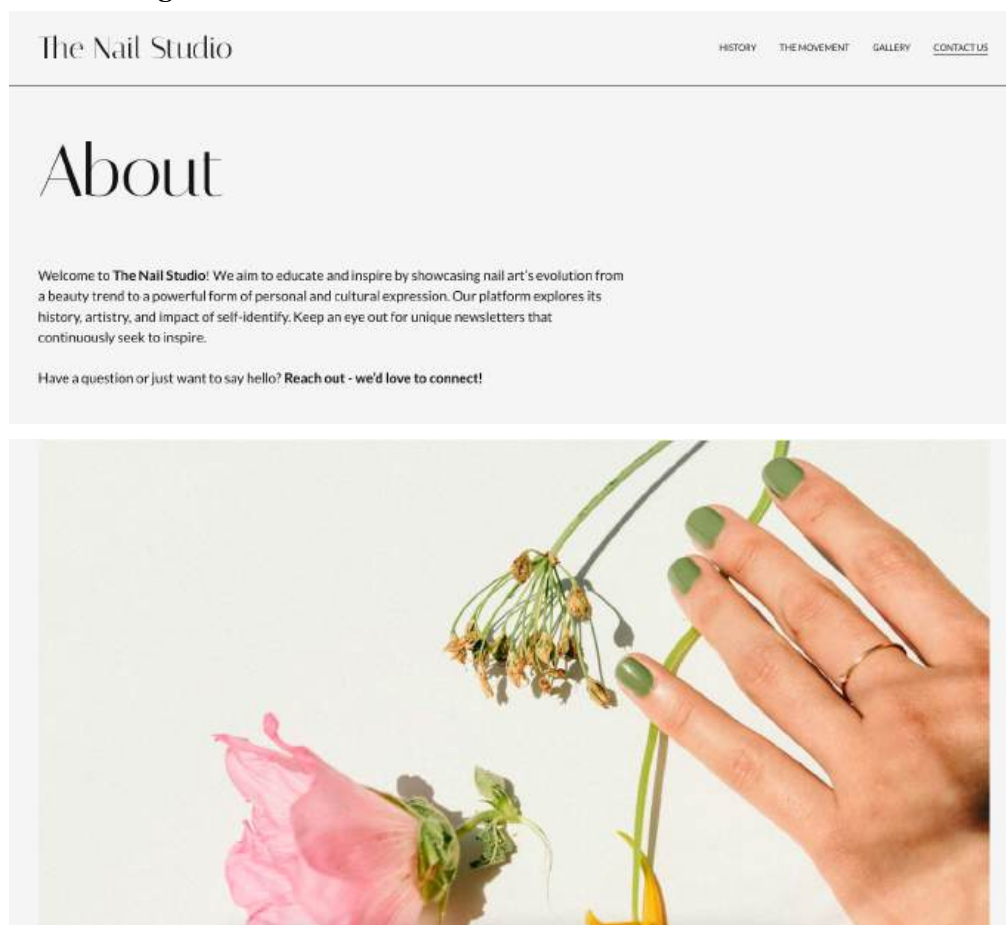 The Nail Studio
HISTORY THE MOVEMENT GALLERY CONTACT US
About
Welcome to The Nail Studio! We aim to educate and inspire by showcasing nail art's evolution from
a beauty trend to a powerful form of personal and cultural expression. Our platform explores its
history, artistry, and impact of self-identify. Keep an eye out for unique newsletters that
continuously seek to inspire.
Have a question or just want to say hello? Reach out - we'd love to connect!